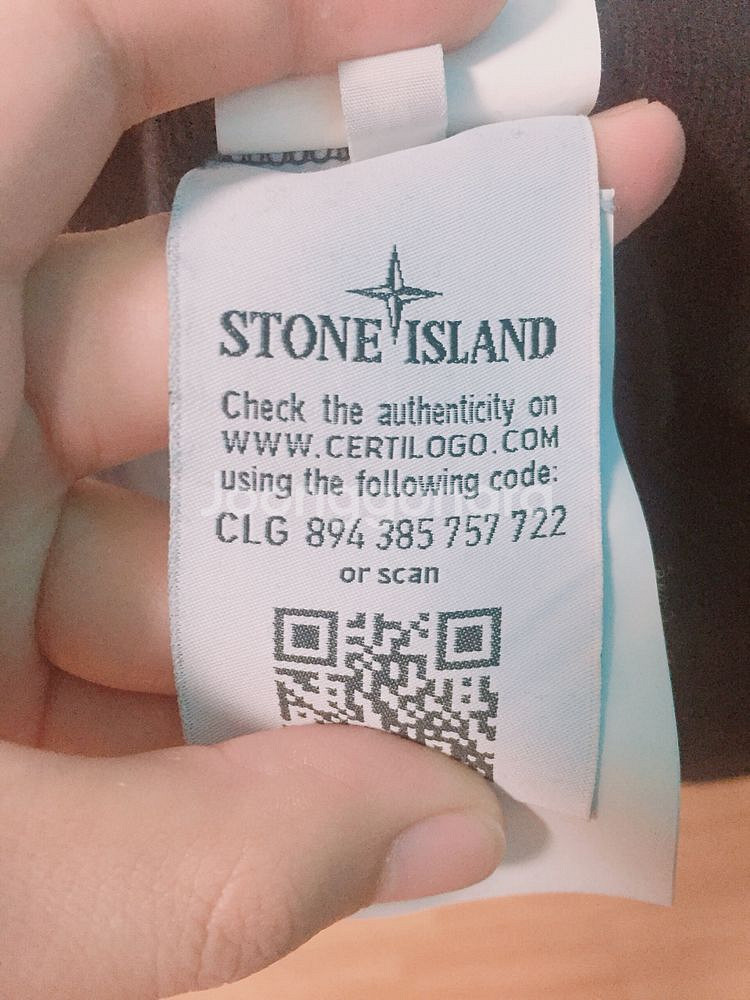 STONE ISLAND
Check the authenticity on
WWW.CERTILOGO.COM
using the following code:
CLG 894 385 757 722
or scan